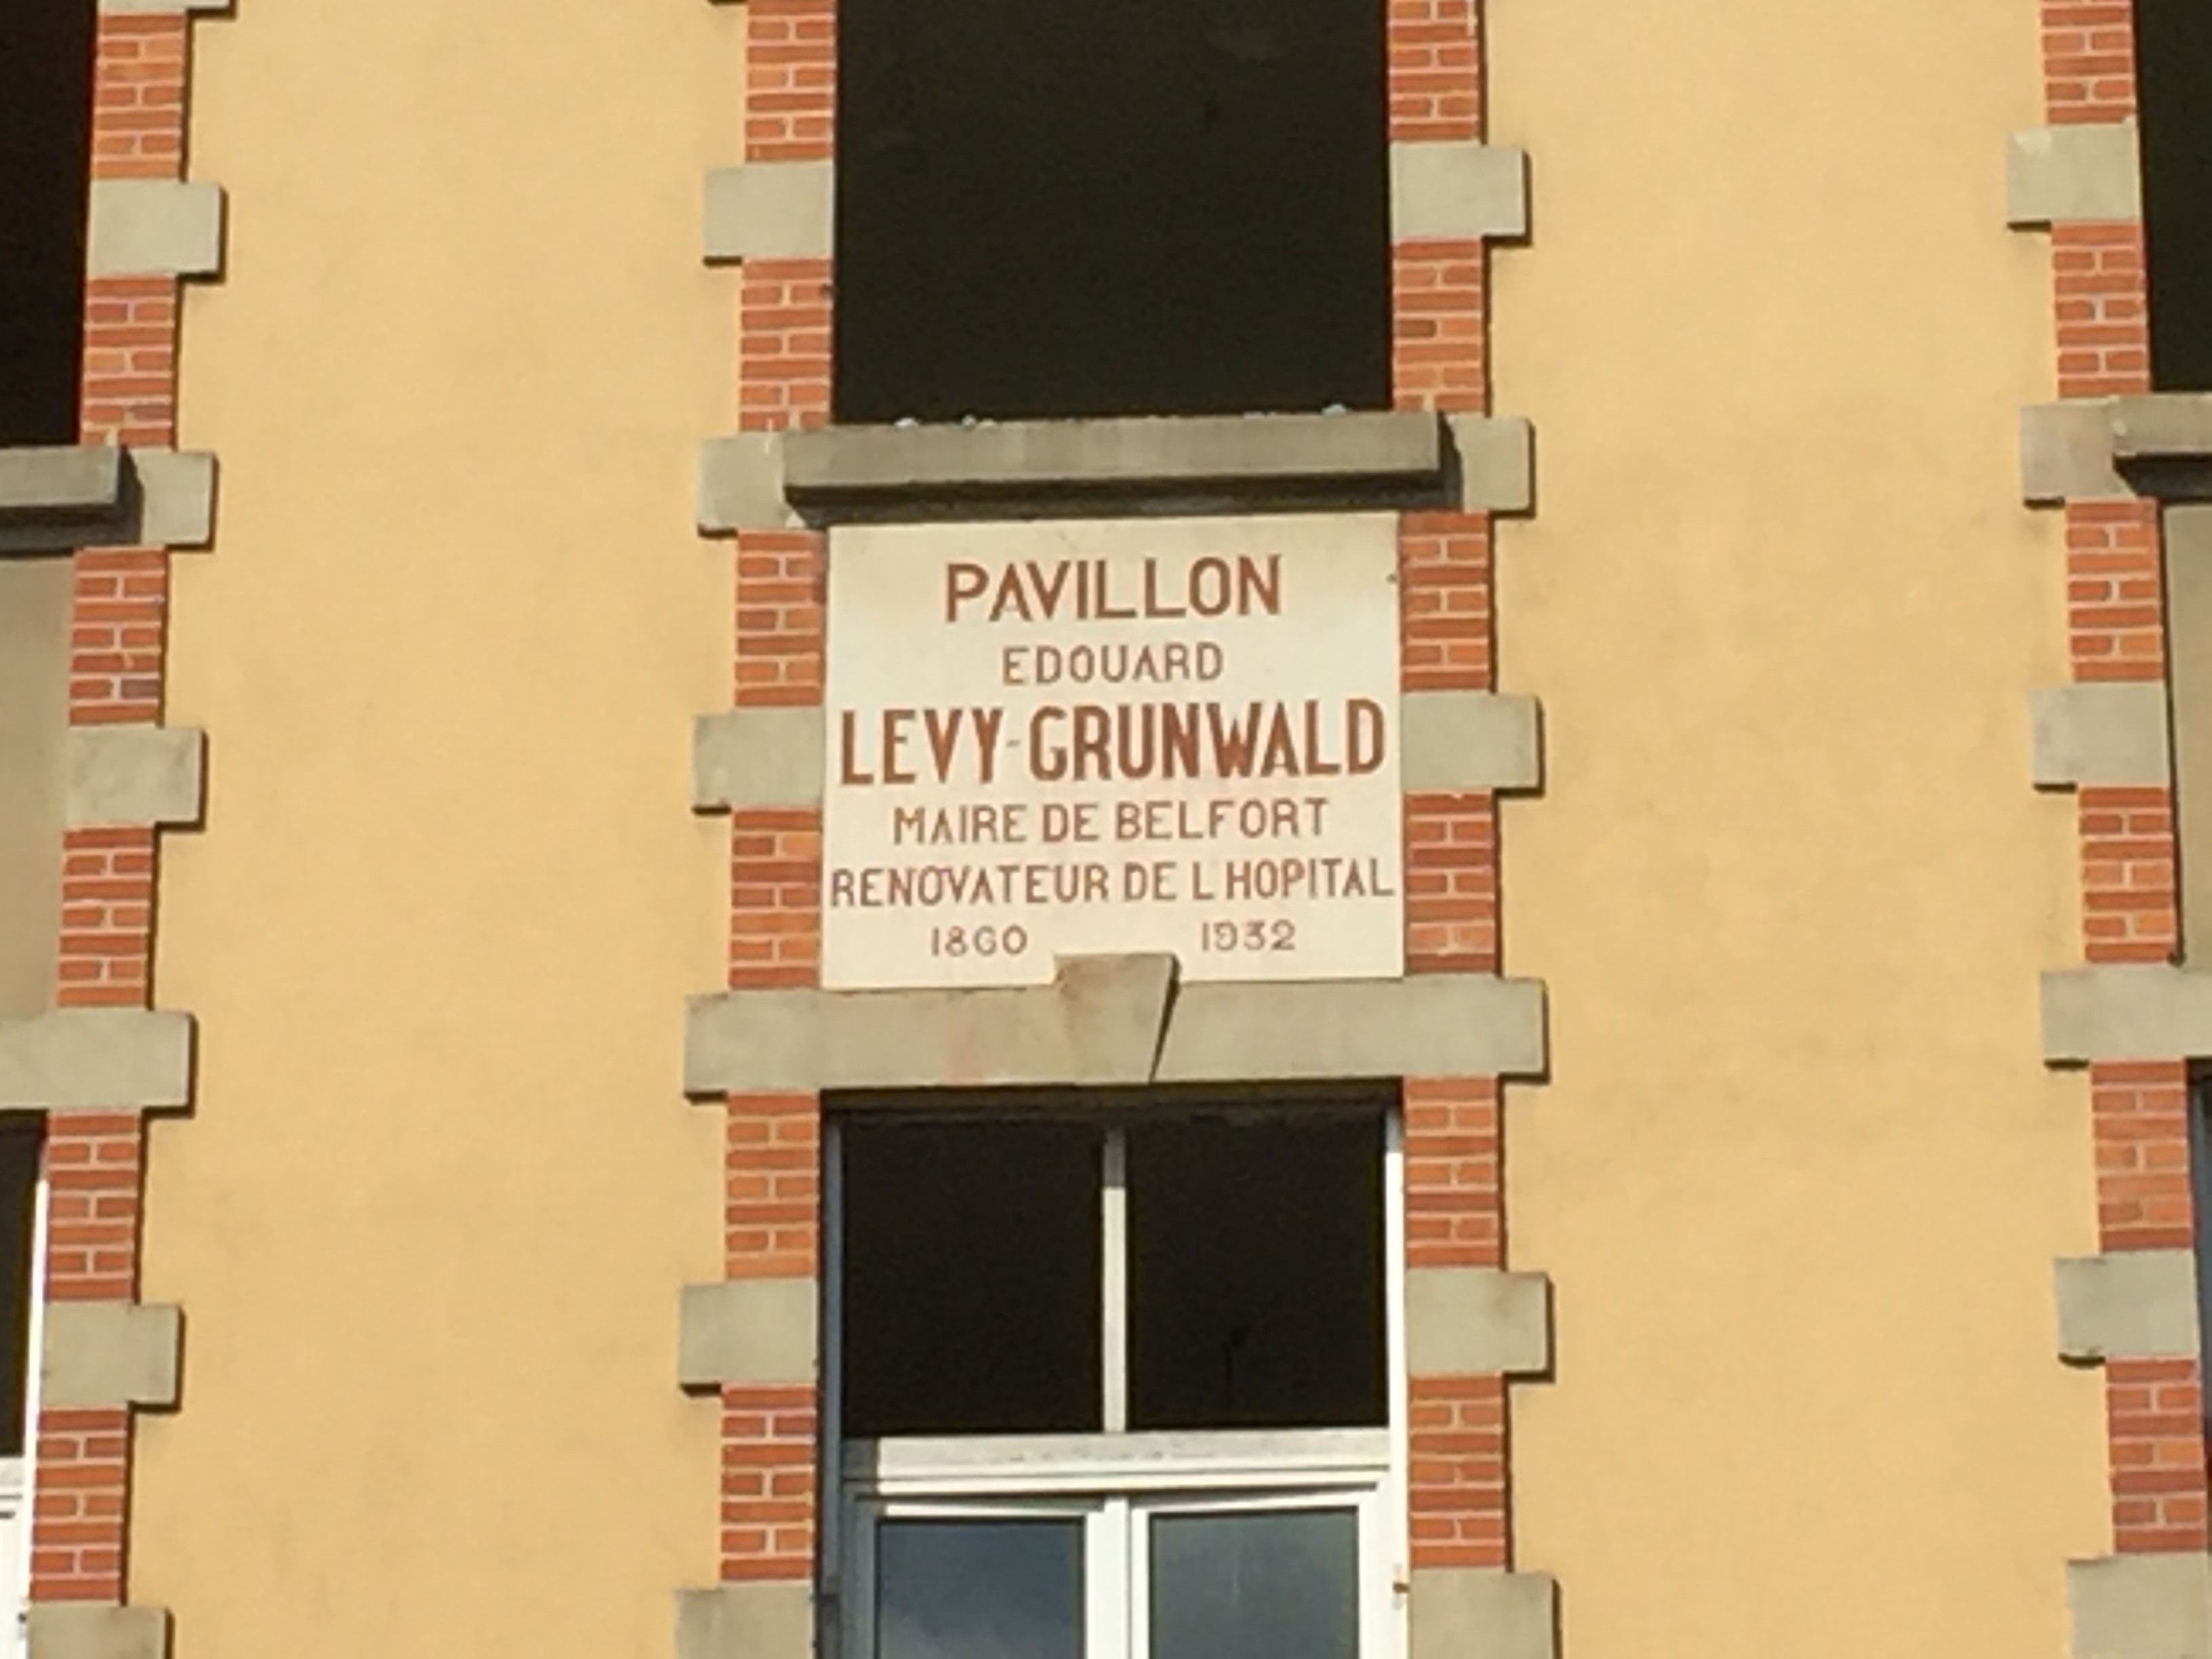 PAVILLON
EDOUARD
LEVY-GRUNWALD
MAIRE DE BELFORT
RENOVATEUR DE L HOPITAL
1860 1932